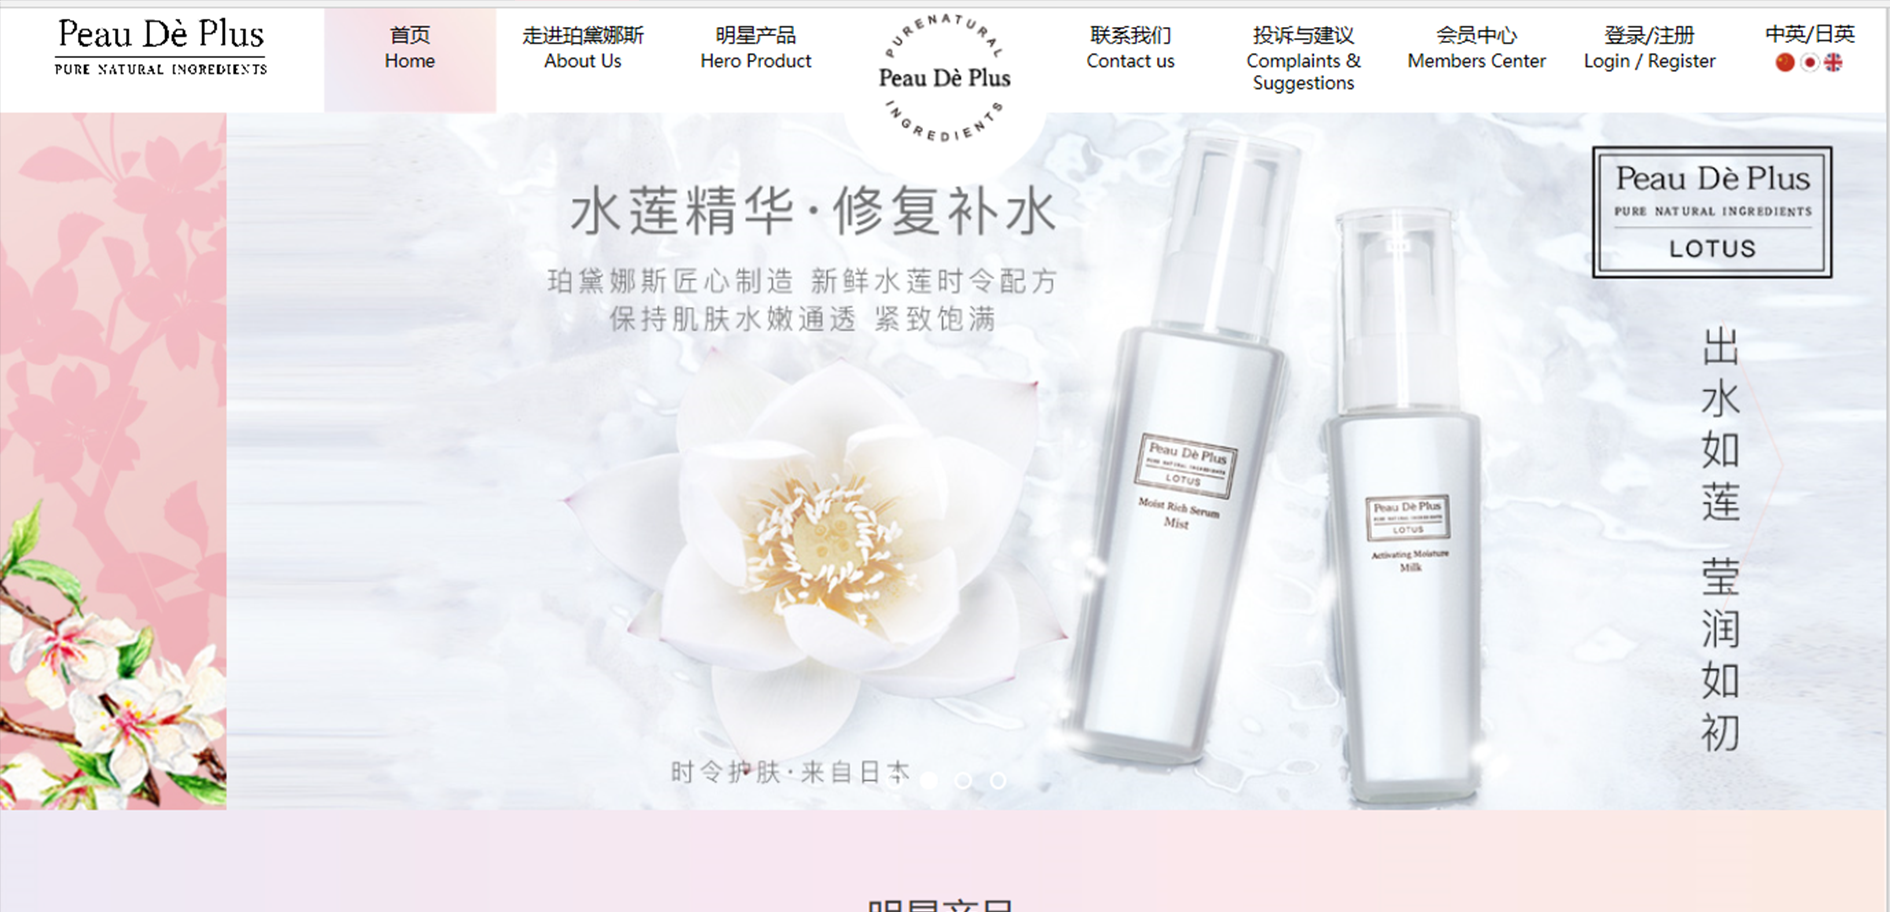 Peau Dè Plus
PURE NATURAL INGREDIENTS
首页
Home
走进珀黛娜斯
About Us
明星产品
Hero Product
PURENATURAL
Peau Dè Plus
INGREDIENTS
联系我们
Contact us
投诉与建议
Complaints &
Suggestions
会员中心
Members Center
登录/注册
Login / Register
中英/日英
水莲精华·修复补水
珀黛娜斯匠心制造 新鲜水莲时令配方
保持肌肤水嫩通透 紧致饱满
时令护肤·来自日本
Peau Dè Plus
PURE NATURAL INGREDIENTS
LOTUS
Moist Rich Serum
Mist
Peau Dè Plus
PURE NATURAL INGREDIENTS
LOTUS
Activating Moisture
Milk
Peau Dè Plus
PURE NATURAL INGREDIENTS
LOTUS
出水如莲 莹润如初
明星产品